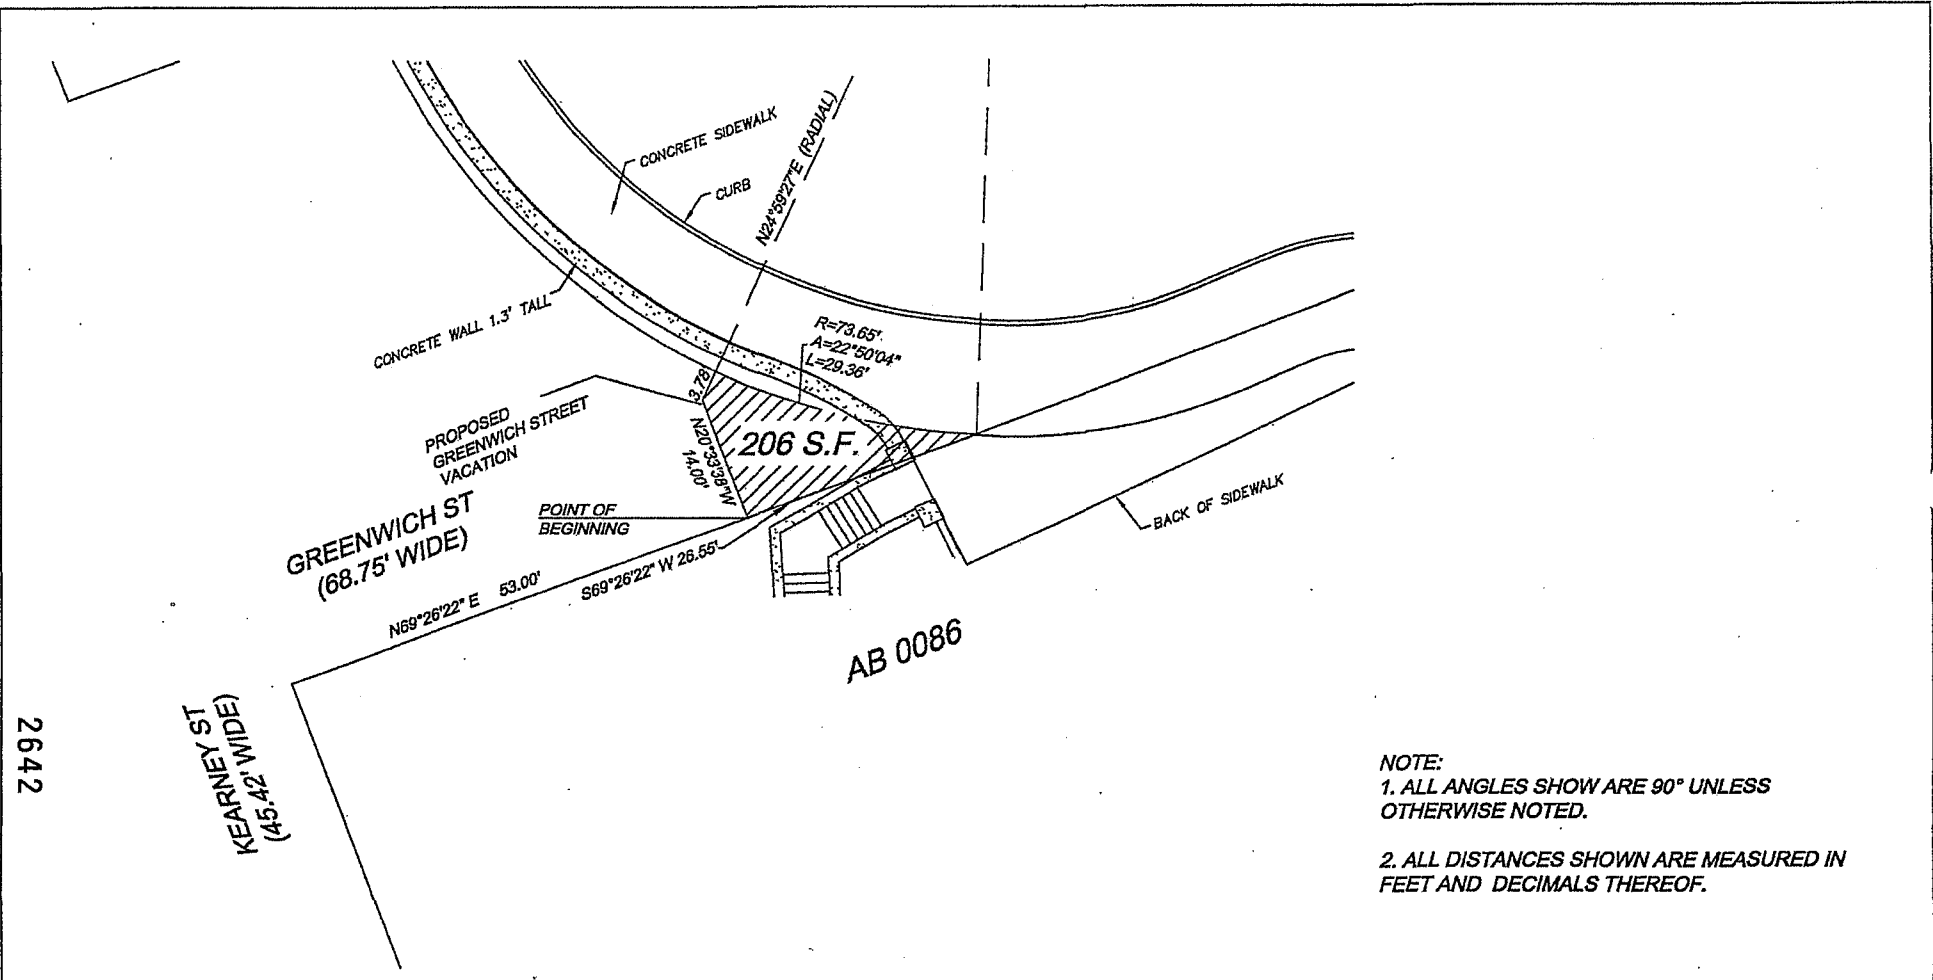 CONCRETE SIDEWALK
CURB
N24°59'27"E (RADIAL)
CONCRETE WALL 1.3' TALL
R=73.65'
A=22°50'04"
L=29.36'
3.78'
PROPOSED
GREENWICH STREET
VACATION
N20°33'38"W
14.00'
206 S.F.
GREENWICH ST
(68.75' WIDE)
POINT OF
BEGINNING
BACK OF SIDEWALK
N69°26'22" E 53.00'
S69°26'22" W 26.55'
AB 0086
KEARNEY ST
(45.42' WIDE)
2642
NOTE:
1. ALL ANGLES SHOW ARE 90° UNLESS
OTHERWISE NOTED.
2. ALL DISTANCES SHOWN ARE MEASURED IN
FEET AND DECIMALS THEREOF.